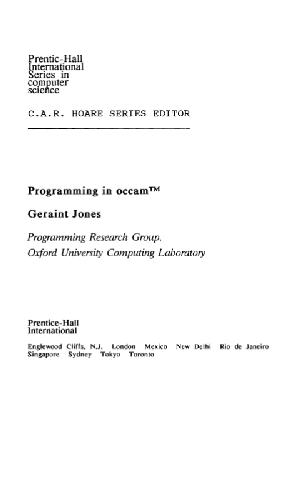 Prentic-Hall
International
Series in
computer
science
C.A.R. HOARE SERIES EDITOR
Programming in occam™
Geraint Jones
Programming Research Group,
Oxford University Computing Laboratory
Prentice-Hall
International
Englewood Cliffs, N.J. London Mexico New Delhi Rio de Janeiro
Singapore Sydney Tokyo Toronto